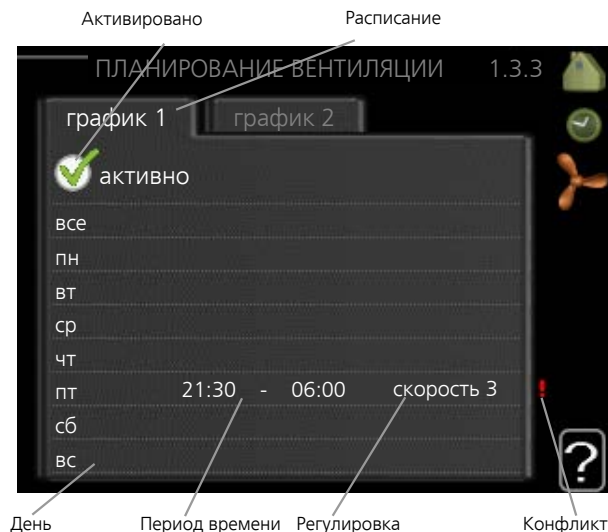 Активировано Расписание
ПЛАНИРОВАНИЕ ВЕНТИЛЯЦИИ 1.3.3
график 1 график 2
активно
все
пн
вт
ср
чт
пт 21:30 - 06:00 скорость 3 !
сб
вс
?
День Период времени Регулировка Конфликт